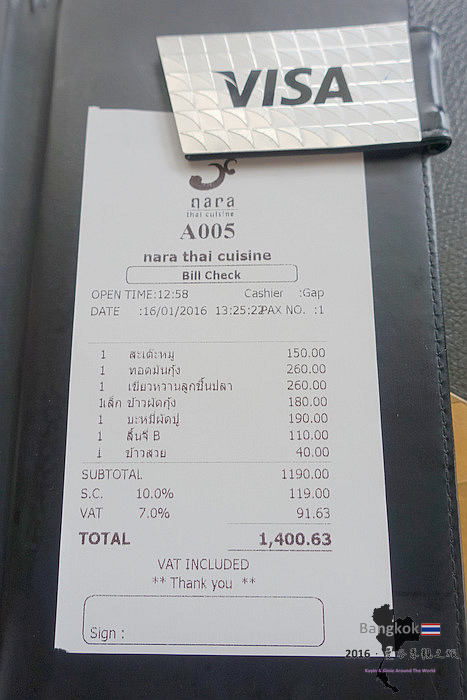 VISA
nara
thai cuisine
A005
nara thai cuisine
Bill Check
OPEN TIME:12:58 Cashier :Gap
DATE :16/01/2016 13:25:22PAX NO. :1
1 สะเต๊ะหมู 150.00
1 ทอดมันกุ้ง 260.00
1 เขียวหวานลูกชิ้นปลา 260.00
1เล็ก ข้าวผัดกุ้ง 180.00
1 บะหมี่ผัดปู 190.00
1 ลิ้นจี่ B 110.00
1 ข้าวสวย 40.00
SUBTOTAL 1190.00
S.C. 10.0% 119.00
VAT 7.0% 91.63
TOTAL 1,400.63
VAT INCLUDED
** Thank you **
Sign :
Bangkok
2016 ·
Around The World